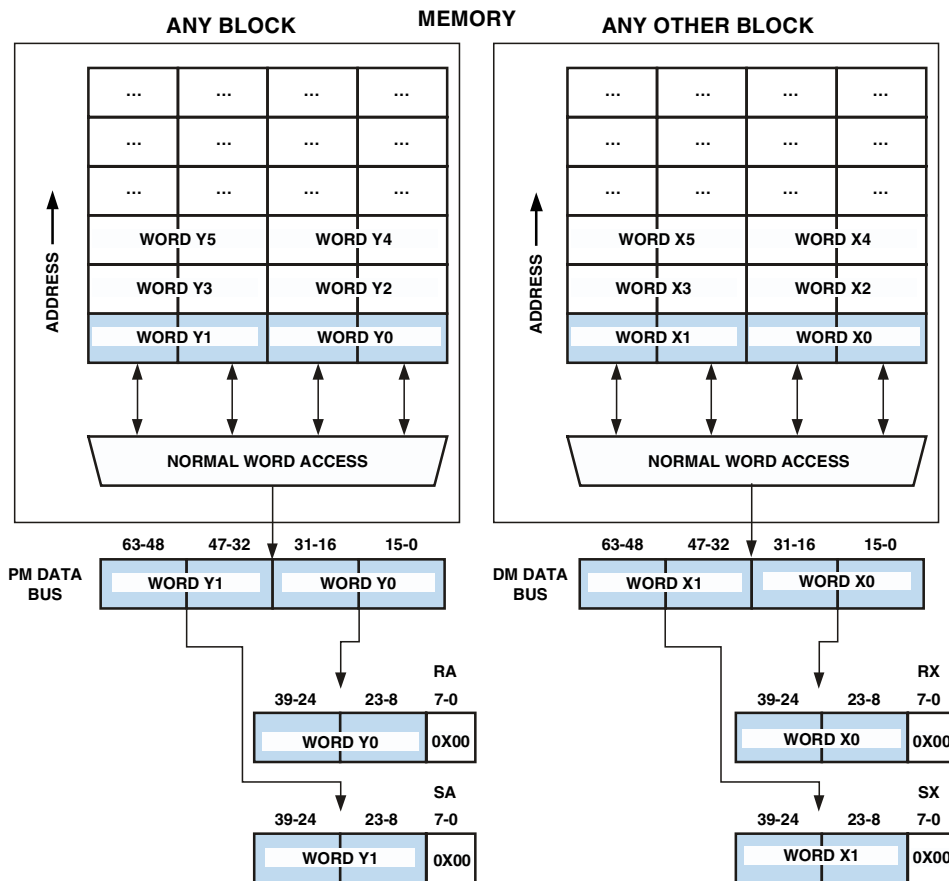 MEMORY
ANY BLOCK
ANY OTHER BLOCK
... ... ... ...
... ... ... ...
... ... ... ...
WORD Y5 WORD Y4
WORD Y3 WORD Y2
WORD Y1 WORD Y0
ADDRESS
NORMAL WORD ACCESS
... ... ... ...
... ... ... ...
... ... ... ...
WORD X5 WORD X4
WORD X3 WORD X2
WORD X1 WORD X0
ADDRESS
NORMAL WORD ACCESS
63-48 47-32 31-16 15-0
PM DATA
BUS
WORD Y1 WORD Y0
RA
39-24 23-8 7-0
WORD Y0 0X00
SA
39-24 23-8 7-0
WORD Y1 0X00
63-48 47-32 31-16 15-0
DM DATA
BUS
WORD X1 WORD X0
RX
39-24 23-8 7-0
WORD X0 0X00
SX
39-24 23-8 7-0
WORD X1 0X00